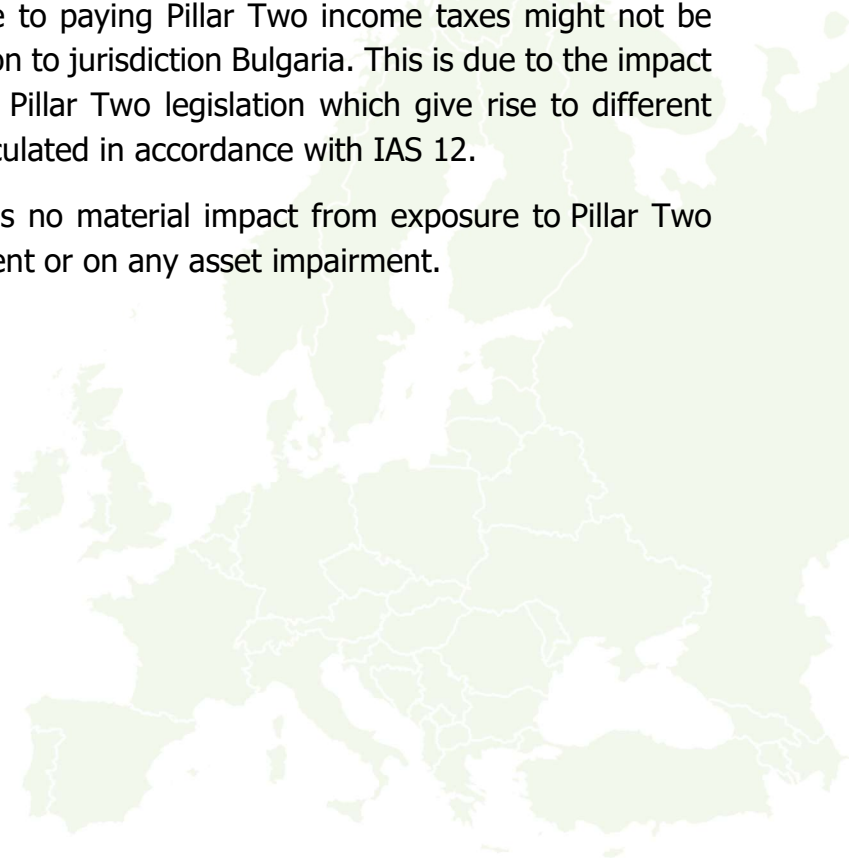 e to paying Pillar Two income taxes might not be
on to jurisdiction Bulgaria. This is due to the impact
Pillar Two legislation which give rise to different
culated in accordance with IAS 12.
s no material impact from exposure to Pillar Two
ent or on any asset impairment.